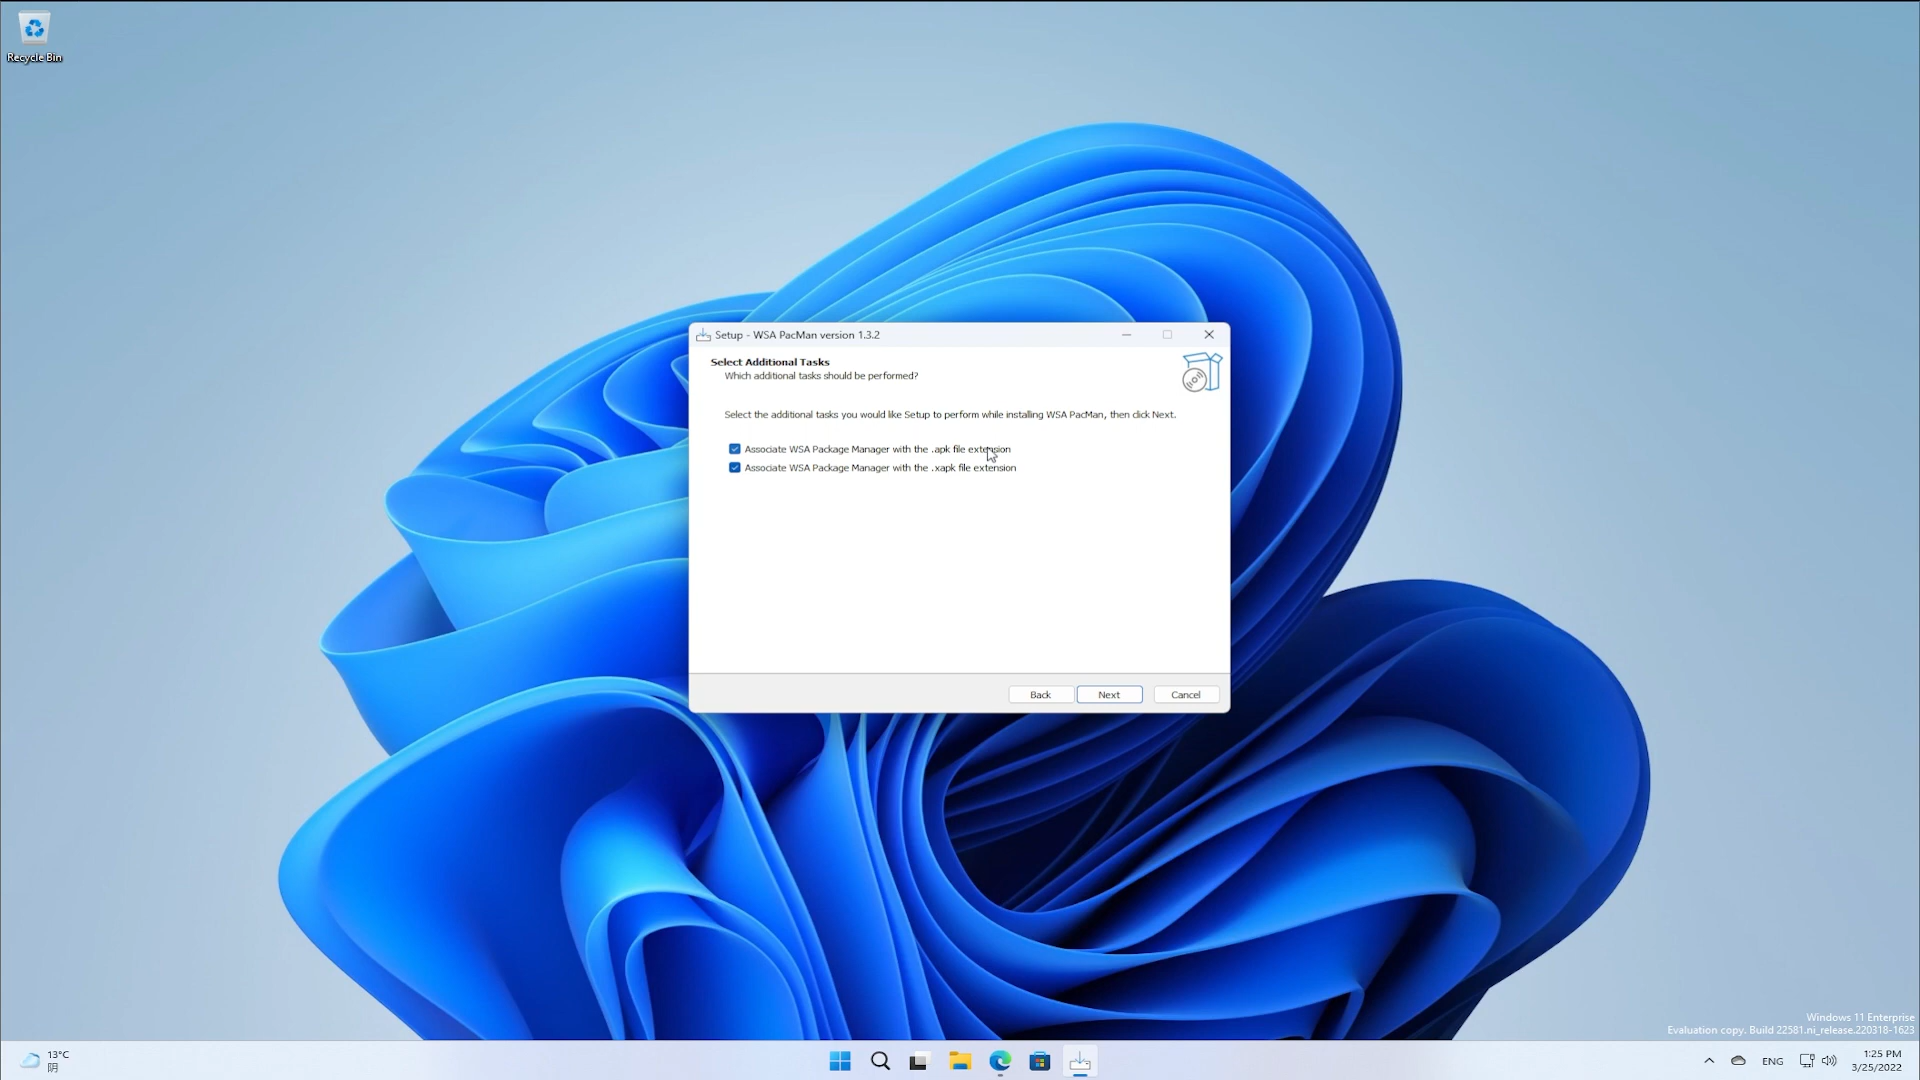 Recycle Bin
Setup - WSA PacMan version 1.3.2
Select Additional Tasks
Which additional tasks should be performed?
Select the additional tasks you would like Setup to perform while installing WSA PacMan, then click Next.
Associate WSA Package Manager with the .apk file extension
Associate WSA Package Manager with the .xapk file extension
Back
Next
Cancel
Windows 11 Enterprise
Evaluation copy. Build 22581.ni_release.220318-1623
13°C
阴
ENG
1:25 PM
3/25/2022